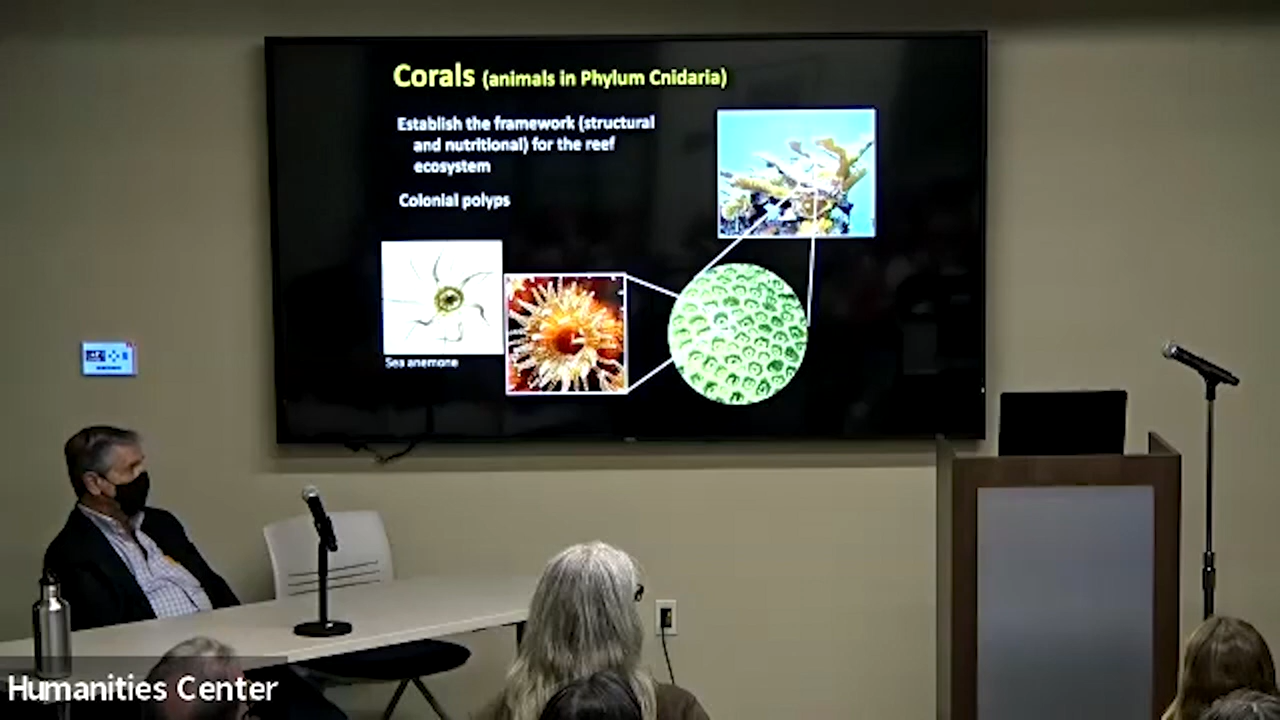 Corals (animals in Phylum Cnidaria)
Establish the framework (structural
and nutritional) for the reef
ecosystem
Colonial polyps
Sea anemone
Humanities Center